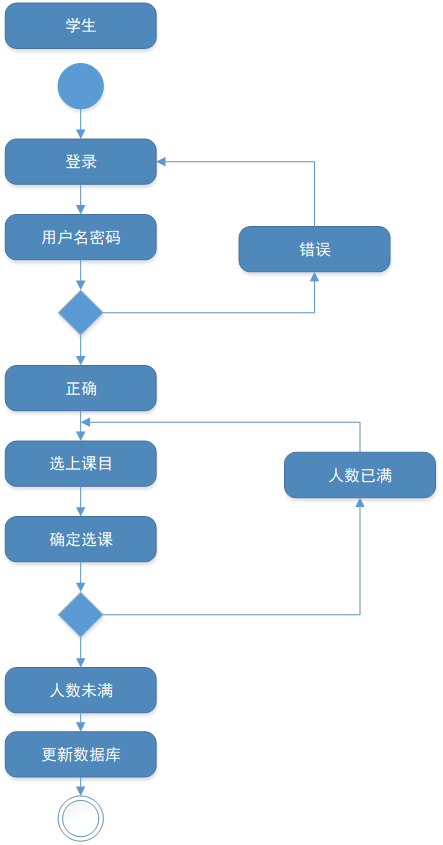 学生
登录
用户名密码
错误
正确
选上课目
人数已满
确定选课
人数未满
更新数据库